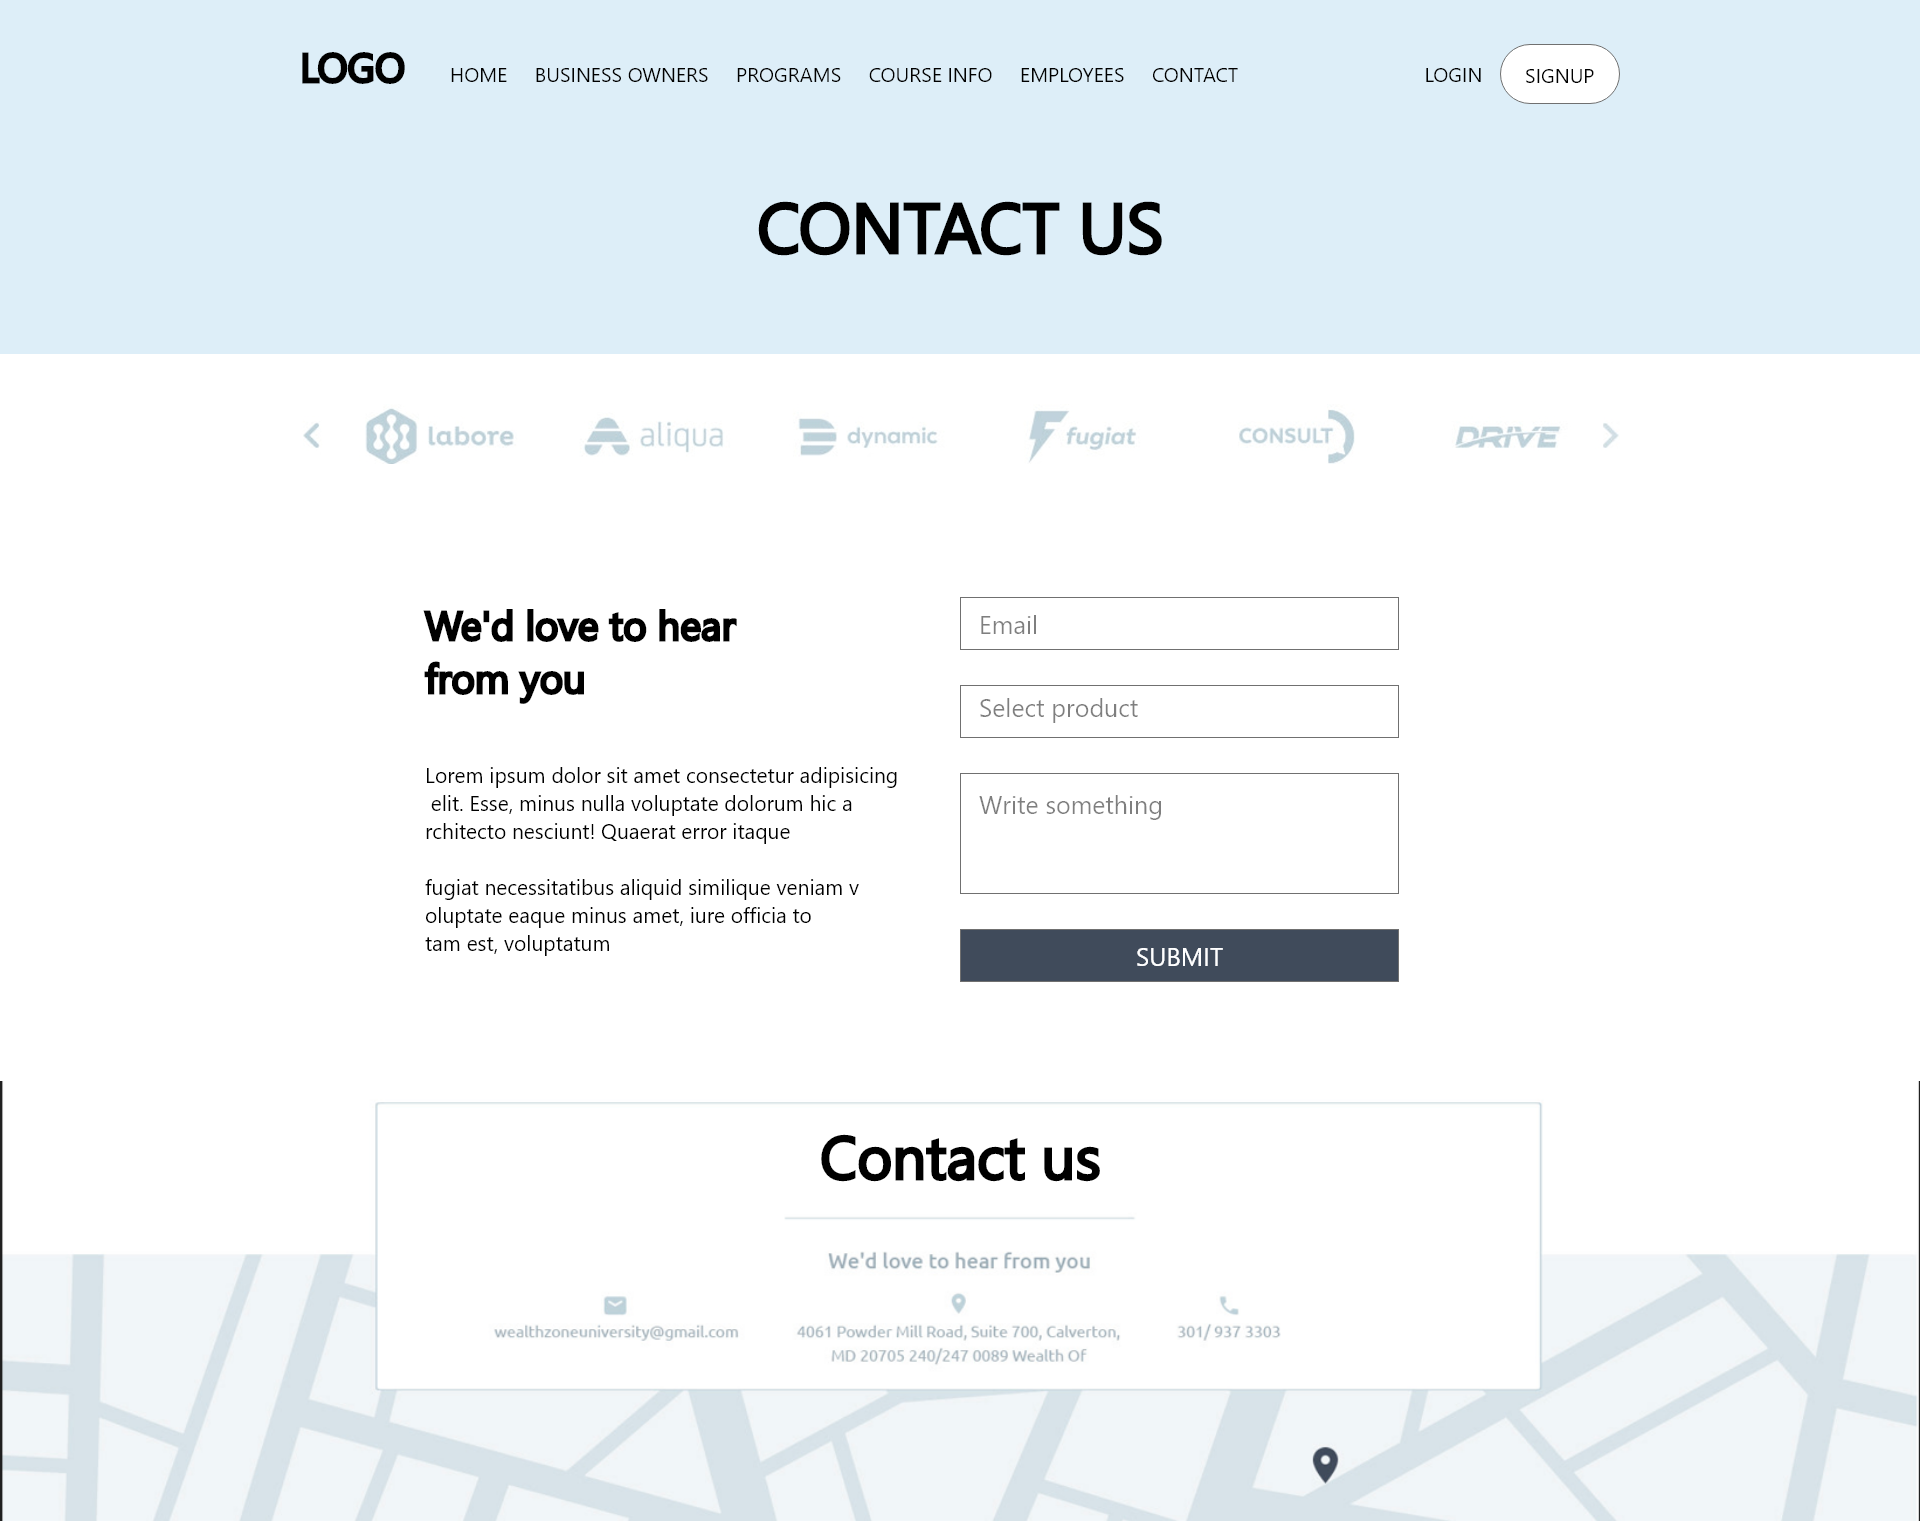 LOGO HOME BUSINESS OWNERS PROGRAMS COURSE INFO EMPLOYEES CONTACT LOGIN SIGNUP
CONTACT US
labore aliqua dynamic fugiat CONSULT DRIVE
We'd love to hear
from you
Lorem ipsum dolor sit amet consectetur adipisicing
elit. Esse, minus nulla voluptate dolorum hic a
rchitecto nesciunt! Quaerat error itaque
fugiat necessitatibus aliquid similique veniam v
oluptate eaque minus amet, iure officia to
tam est, voluptatum
Email
Select product
Write something
SUBMIT
Contact us
We'd love to hear from you
wealthzoneuniversity@gmail.com
4061 Powder Mill Road, Suite 700, Calverton,
MD 20705 240/247 0089 Wealth Of
301/ 937 3303